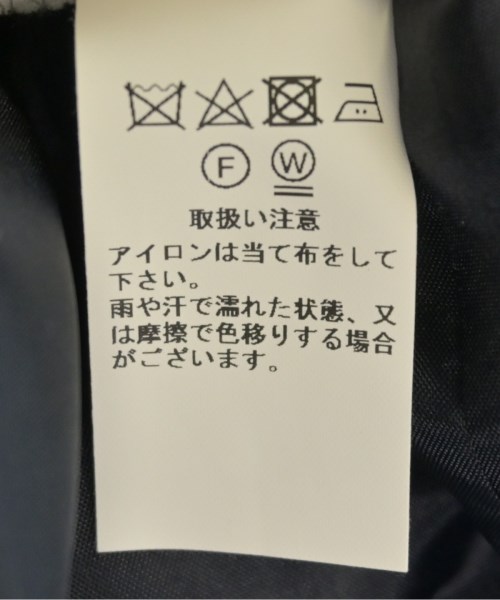 F W
取扱い注意
アイロンは当て布をして
下さい。
雨や汗で濡れた状態、又
は摩擦で色移りする場合
がございます。